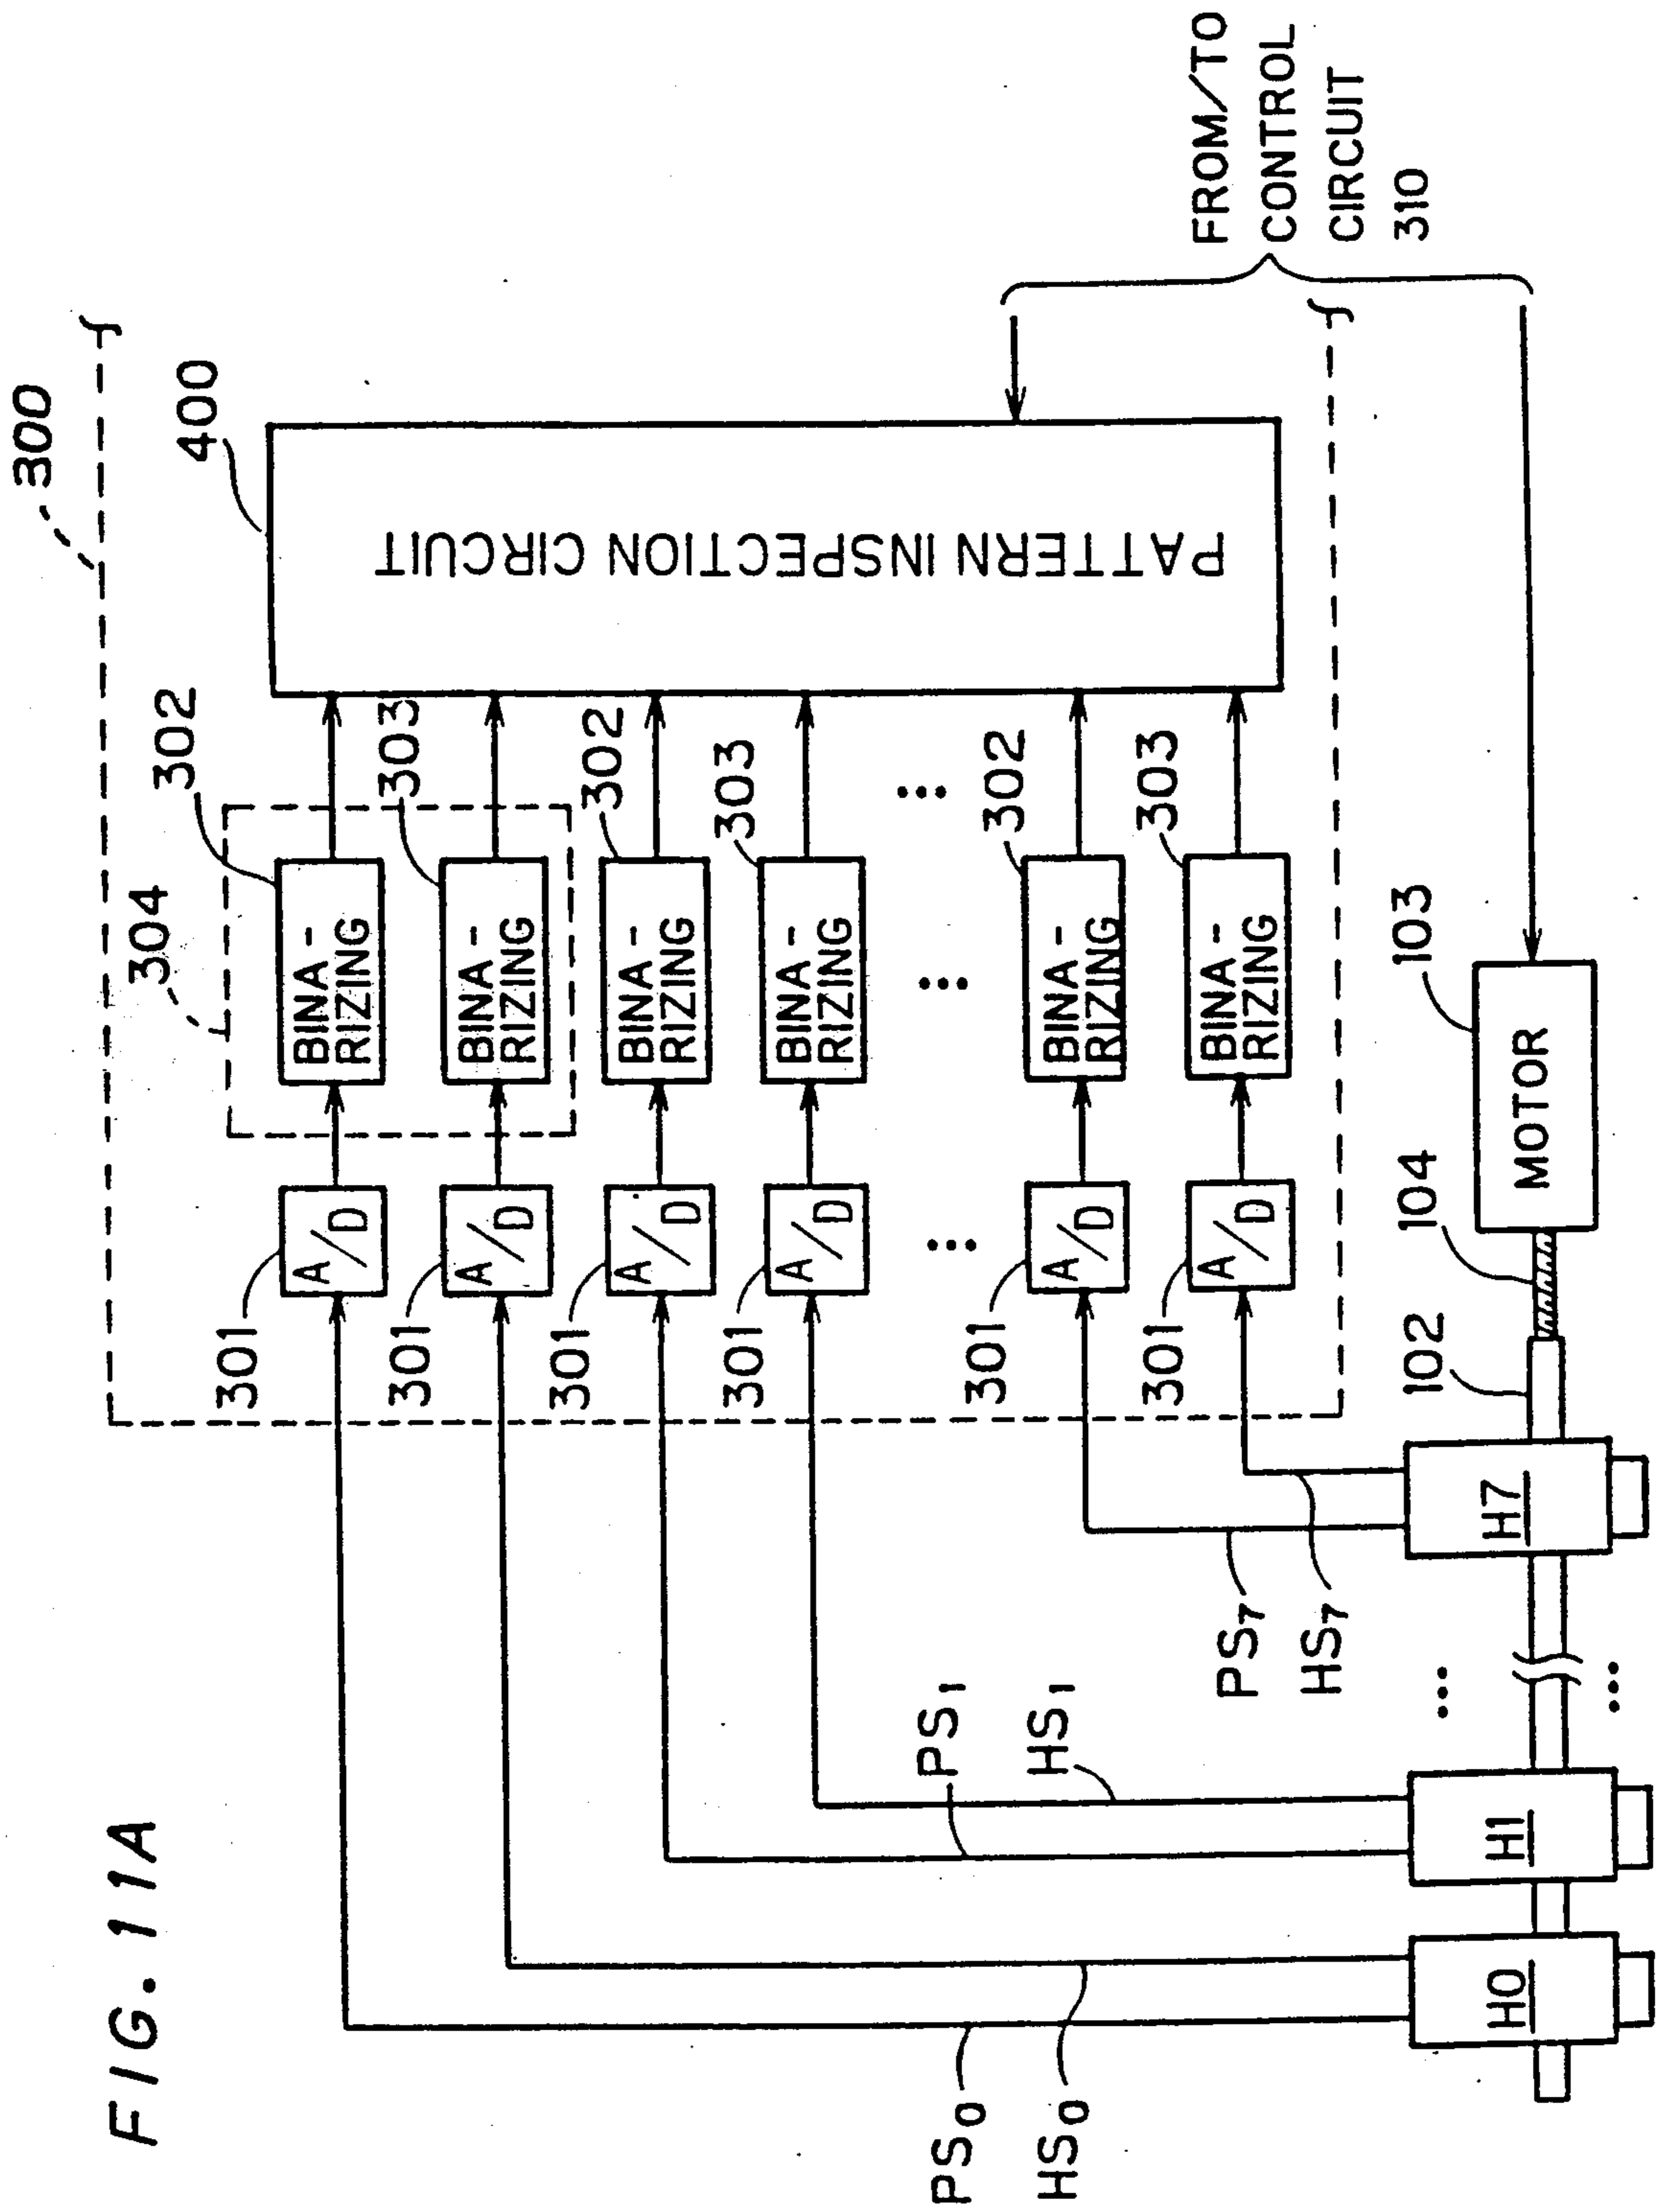 FIG. 11A
300
400
304
302
301
BINA-
RIZING
A/D
303
301
BINA-
RIZING
A/D
302
301
BINA-
RIZING
A/D
303
301
BINA-
RIZING
A/D
302
301
BINA-
RIZING
A/D
303
301
BINA-
RIZING
A/D
PATTERN INSPECTION CIRCUIT
FROM/TO
CONTROL
CIRCUIT
310
PS0
HS0
PS1
HS1
PS7
HS7
H0
H1
H7
102
104
103
MOTOR